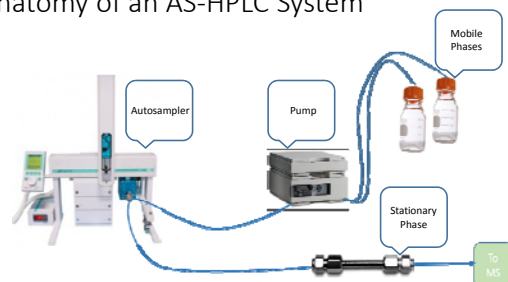 natomy of an AS-HPLC System
Mobile
Phases
Autosampler
Pump
Stationary
Phase
To
MS